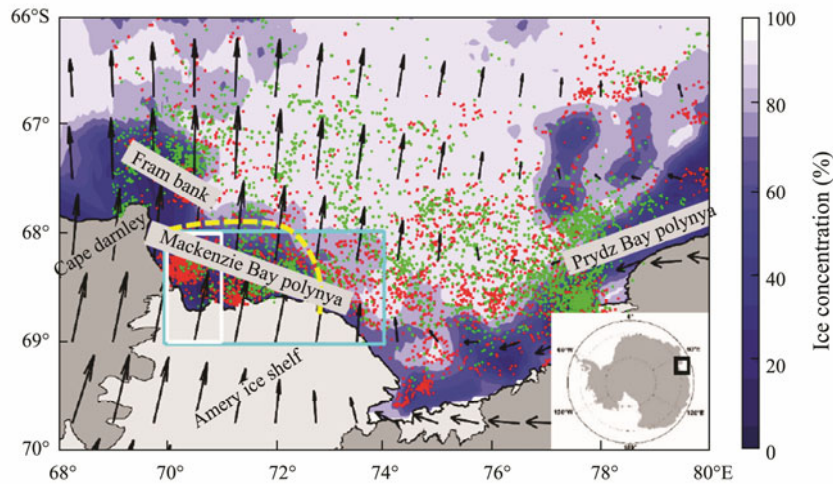 66°S
67°
68°
69°
70°
68°
70°
72°
74°
76°
78°
80°E
Fram bank
Cape darnley
Mackenzie Bay polynya
Amery ice shelf
Prydz Bay polynya
0°
100
80
60
40
20
0
Ice concentration (%)